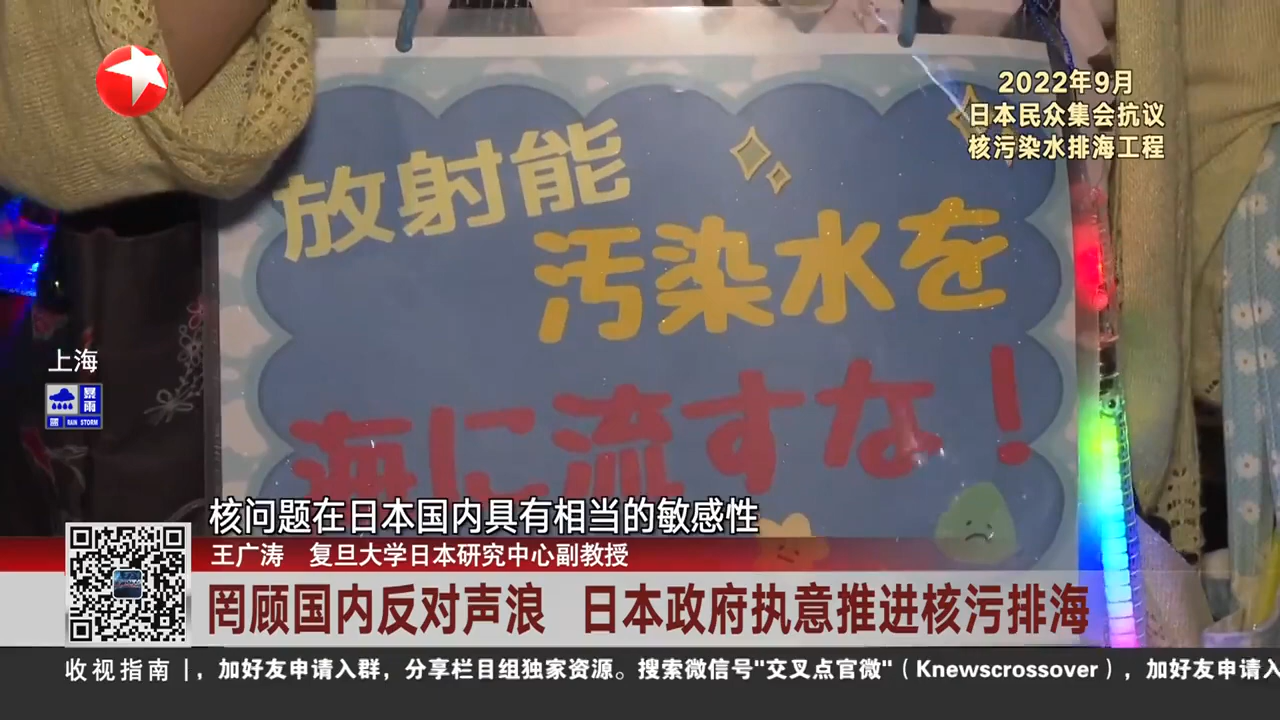 2022年9月
日本民众集会抗议
核污染水排海工程
放射能
汚染水を
海に流すな！
上海
暴雨
RAIN STORM
核问题在日本国内具有相当的敏感性
王广涛 复旦大学日本研究中心副教授
罔顾国内反对声浪 日本政府执意推进核污排海
收视指南 | ，加好友申请入群，分享栏目组独家资源。搜索微信号"交叉点官微"（Knewscrossover），加好友申请入